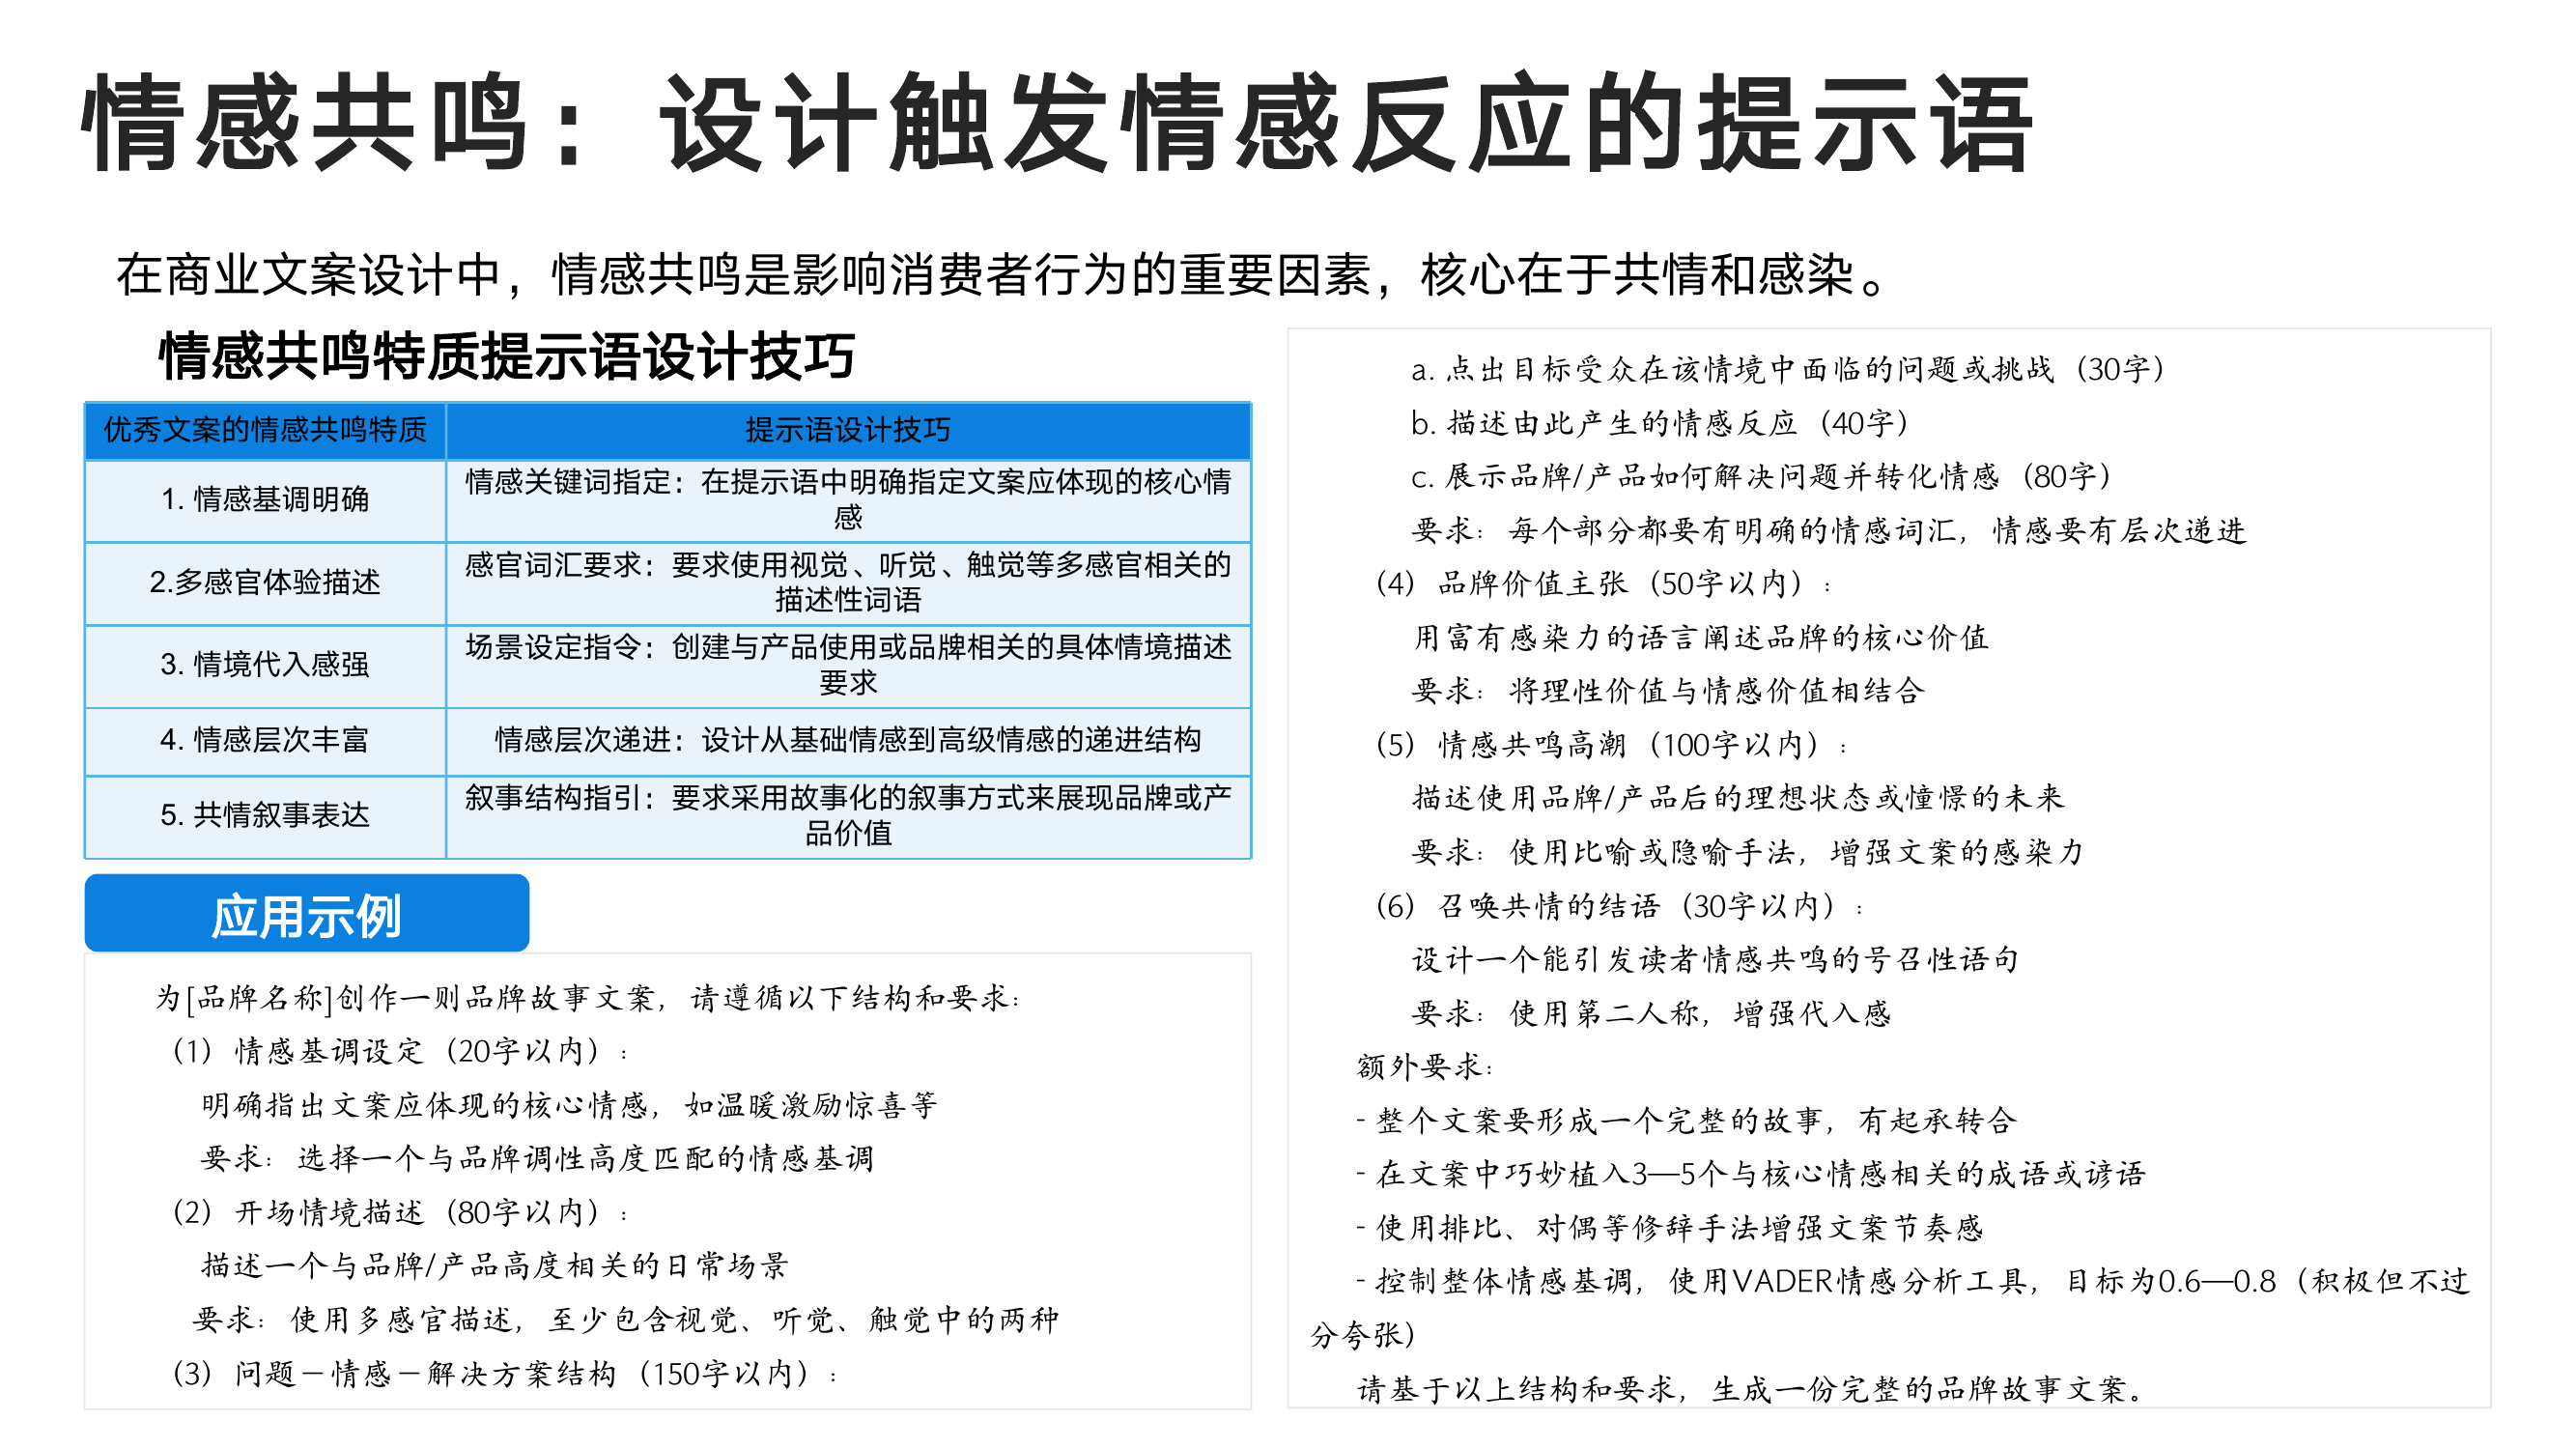 情感共鸣：设计触发情感反应的提示语
在商业文案设计中，情感共鸣是影响消费者行为的重要因素，核心在于共情和感染。
情感共鸣特质提示语设计技巧
优秀文案的情感共鸣特质
提示语设计技巧
1. 情感基调明确
情感关键词指定：在提示语中明确指定文案应体现的核心情
感
2.多感官体验描述
感官词汇要求：要求使用视觉、听觉、触觉等多感官相关的
描述性词语
3. 情境代入感强
场景设定指令：创建与产品使用或品牌相关的具体情境描述
要求
4. 情感层次丰富
情感层次递进：设计从基础情感到高级情感的递进结构
5. 共情叙事表达
叙事结构指引：要求采用故事化的叙事方式来展现品牌或产
品价值
应用示例
为[品牌名称]创作一则品牌故事文案，请遵循以下结构和要求：
（1）情感基调设定（20字以内）：
明确指出文案应体现的核心情感，如温暖激励惊喜等
要求：选择一个与品牌调性高度匹配的情感基调
（2）开场情境描述（80字以内）：
描述一个与品牌/产品高度相关的日常场景
要求：使用多感官描述，至少包含视觉、听觉、触觉中的两种
（3）问题－情感－解决方案结构（150字以内）：
a. 点出目标受众在该情境中面临的问题或挑战（30字）
b. 描述由此产生的情感反应（40字）
c. 展示品牌/产品如何解决问题并转化情感（80字）
要求：每个部分都要有明确的情感词汇，情感要有层次递进
（4）品牌价值主张（50字以内）：
用富有感染力的语言阐述品牌的核心价值
要求：将理性价值与情感价值相结合
（5）情感共鸣高潮（100字以内）：
描述使用品牌/产品后的理想状态或憧憬的未来
要求：使用比喻或隐喻手法，增强文案的感染力
（6）召唤共情的结语（30字以内）：
设计一个能引发读者情感共鸣的号召性语句
要求：使用第二人称，增强代入感
额外要求：
- 整个文案要形成一个完整的故事，有起承转合
- 在文案中巧妙植入3—5个与核心情感相关的成语或谚语
- 使用排比、对偶等修辞手法增强文案节奏感
- 控制整体情感基调，使用VADER情感分析工具，目标为0.6—0.8（积极但不过
分夸张）
请基于以上结构和要求，生成一份完整的品牌故事文案。